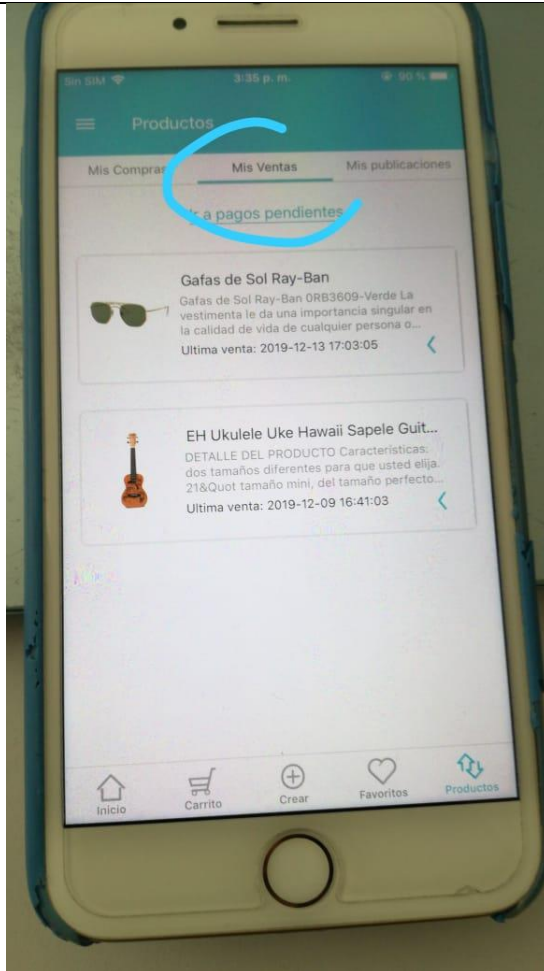 Sin SIM 3:35 p. m. 90 %
Productos
Mis Compras Mis Ventas Mis publicaciones
Ir a pagos pendientes
Gafas de Sol Ray-Ban
Gafas de Sol Ray-Ban 0RB3609-Verde La
vestimenta le da una importancia singular en
la calidad de vida de cualquier persona o...
Ultima venta: 2019-12-13 17:03:05
EH Ukulele Uke Hawaii Sapele Guit...
DETALLE DEL PRODUCTO Características:
dos tamaños diferentes para que usted elija.
21&Quot tamaño mini, del tamaño perfecto...
Ultima venta: 2019-12-09 16:41:03
Inicio Carrito Crear Favoritos Productos